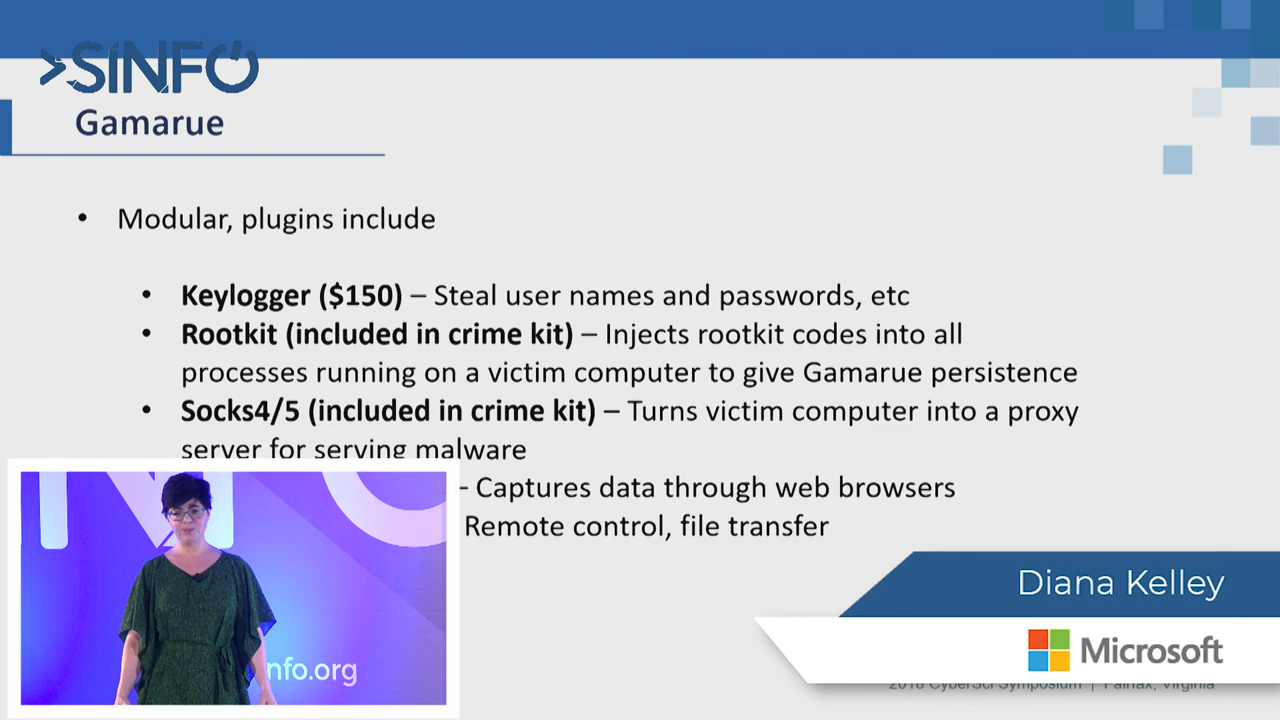 >SINFO
Gamarue
• Modular, plugins include
• Keylogger ($150) – Steal user names and passwords, etc
• Rootkit (included in crime kit) – Injects rootkit codes into all
processes running on a victim computer to give Gamarue persistence
• Socks4/5 (included in crime kit) – Turns victim computer into a proxy
server for serving malware
- Captures data through web browsers
Remote control, file transfer
nfo.org
Diana Kelley
Microsoft
2018 CyberSci Symposium | Fairfax, Virginia